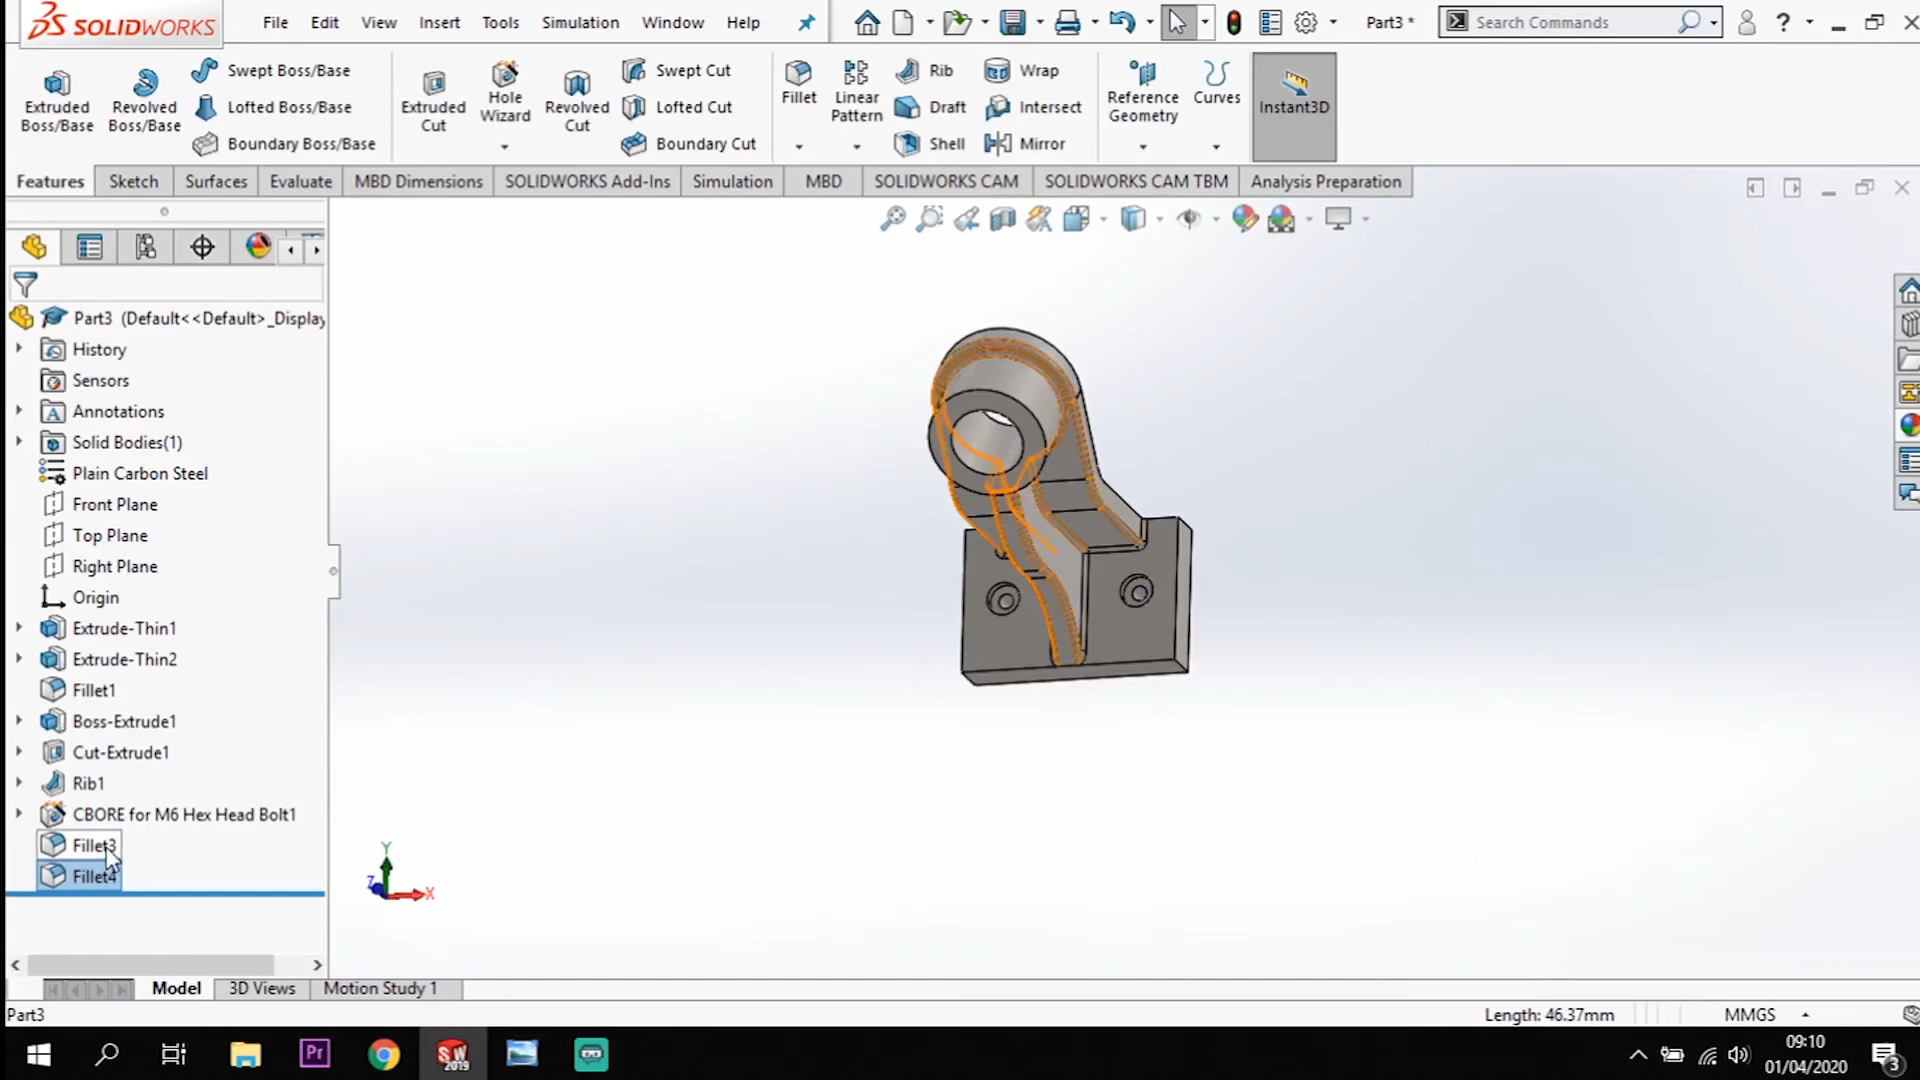 SOLIDWORKS File Edit View Insert Tools Simulation Window Help Part3 * Search Commands ?
Extruded Boss/Base
Revolved Boss/Base
Swept Boss/Base
Lofted Boss/Base
Boundary Boss/Base
Extruded Cut
Hole Wizard
Revolved Cut
Swept Cut
Lofted Cut
Boundary Cut
Fillet
Linear Pattern
Rib
Draft
Shell
Wrap
Intersect
Mirror
Reference Geometry
Curves
Instant3D
Features Sketch Surfaces Evaluate MBD Dimensions SOLIDWORKS Add-Ins Simulation MBD SOLIDWORKS CAM SOLIDWORKS CAM TBM Analysis Preparation
Part3 (Default<<Default>_Display
History
Sensors
Annotations
Solid Bodies(1)
Plain Carbon Steel
Front Plane
Top Plane
Right Plane
Origin
Extrude-Thin1
Extrude-Thin2
Fillet1
Boss-Extrude1
Cut-Extrude1
Rib1
CBORE for M6 Hex Head Bolt1
Fillet3
Fillet4
Y
Z X
Model 3D Views Motion Study 1
Part3 Length: 46.37mm MMGS
Pr SW 2019 09:10
01/04/2020 3